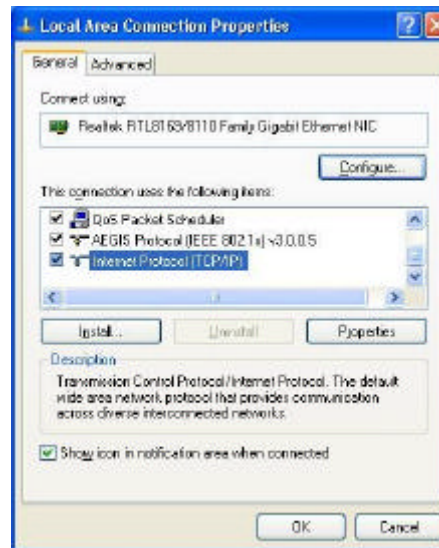 Local Area Connection Properties
General
Advanced
Connect using:
Realtek RTL8169/8110 Family Gigabit Ethernet NIC
Configure...
This connection uses the following items:
QoS Packet Scheduler
AEGIS Protocol (IEEE 802.1x) v3.0.0.5
Internet Protocol (TCP/IP)
Install...
Uninstall
Properties
Description
Transmission Control Protocol/Internet Protocol. The default
wide area network protocol that provides communication
across diverse interconnected networks.
Show icon in notification area when connected
OK
Cancel